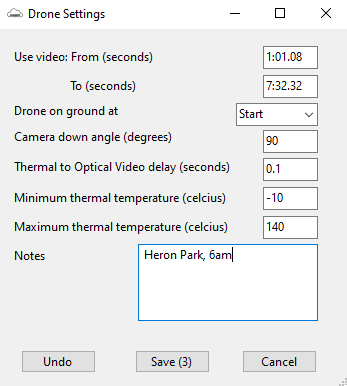 Drone Settings
Use video: From (seconds) 1:01.08
To (seconds) 7:32.32
Drone on ground at Start
Camera down angle (degrees) 90
Thermal to Optical Video delay (seconds) 0.1
Minimum thermal temperature (celcius) -10
Maximum thermal temperature (celcius) 140
Notes Heron Park, 6am
Undo Save (3) Cancel